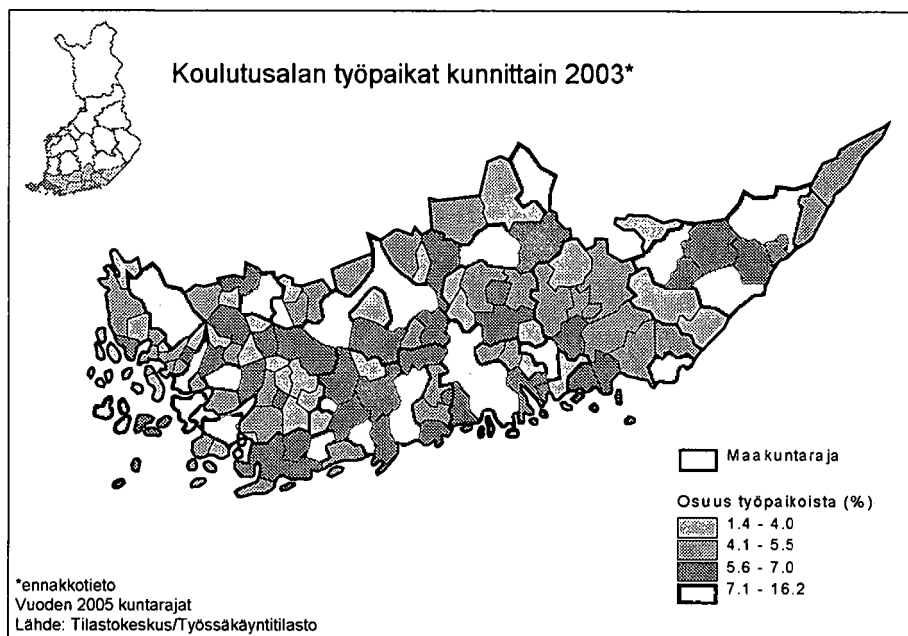 Koulutusalan työpaikat kunnittain 2003*
Maakuntaraja
Osuus työpaikoista (%)
1.4 - 4.0
4.1 - 5.5
5.6 - 7.0
7.1 - 16.2
*ennakkotieto
Vuoden 2005 kuntarajat
Lähde: Tilastokeskus/Työssäkäyntitilasto